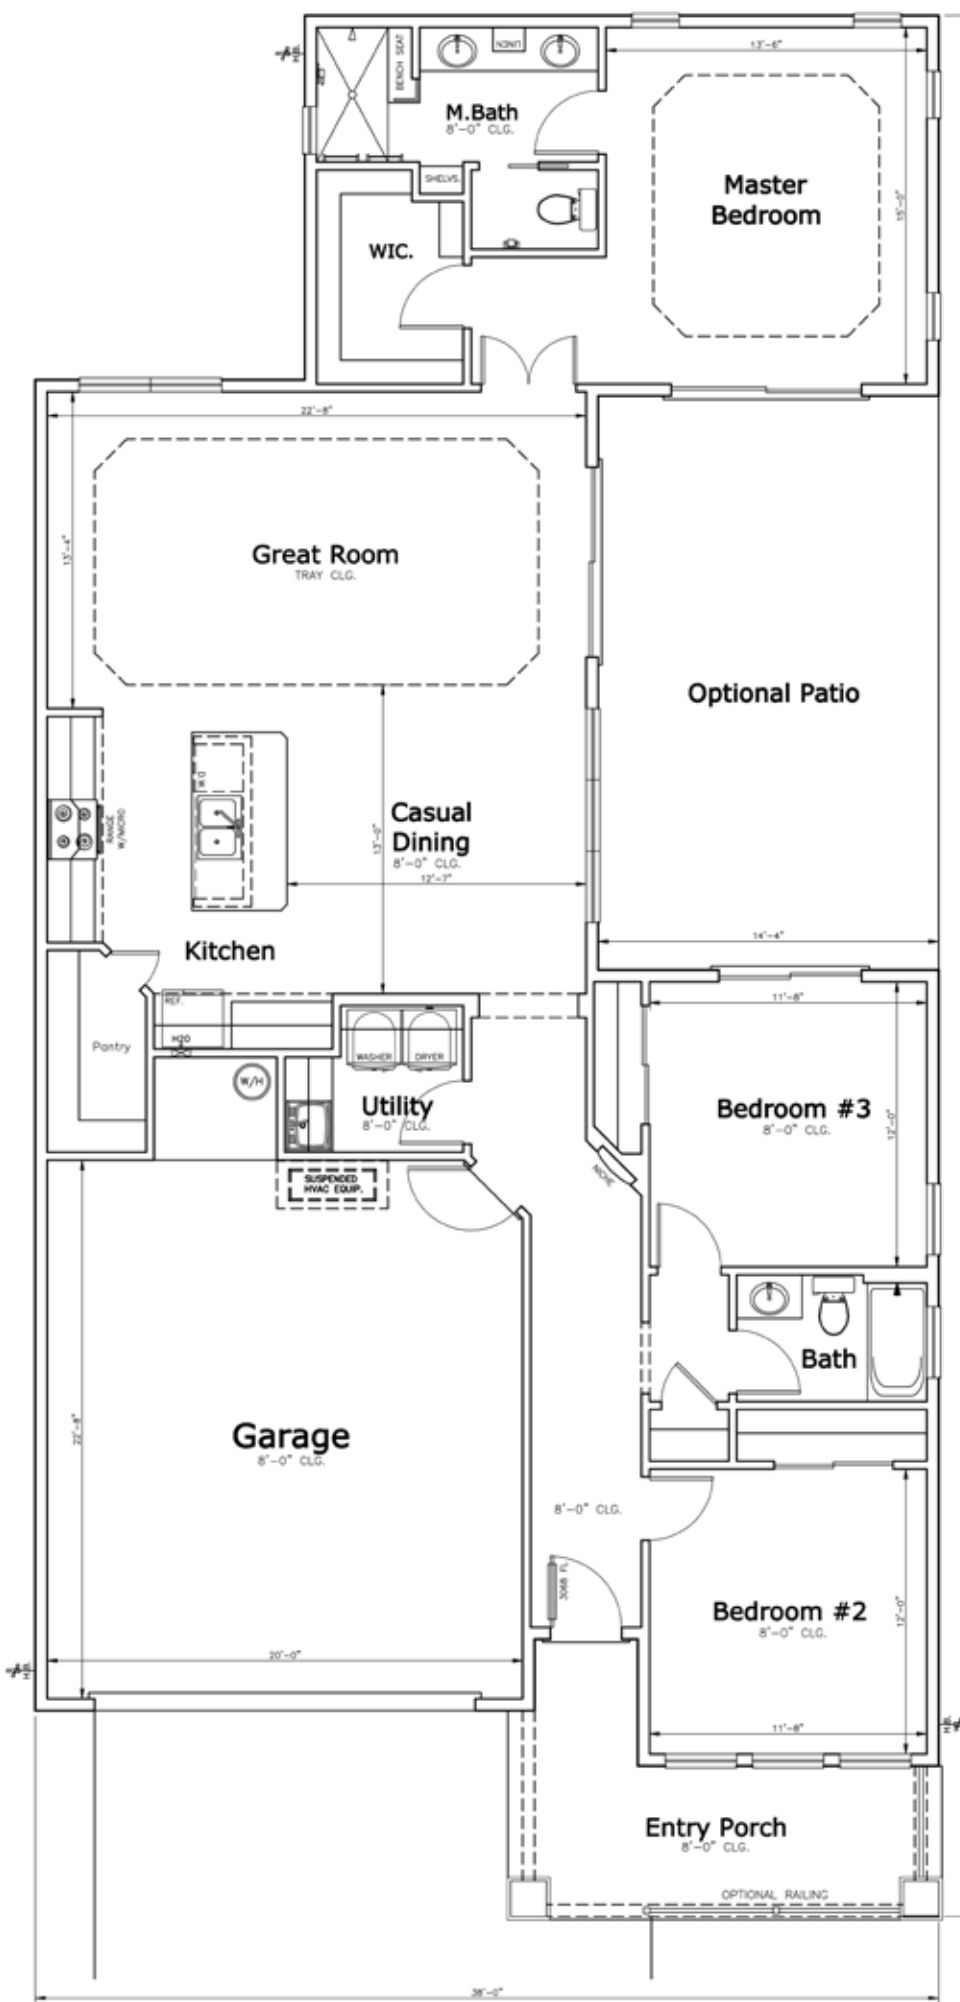 13'-6"
BENCH SEAT
LINEN
H.B.
M.Bath
8'-0" CLG.
SHELVS.
Master
Bedroom
15'-0"
WIC.
22'-8"
13'-4"
Great Room
TRAY CLG.
Optional Patio
RANGE
W/MICRO
Casual
Dining
8'-0" CLG.
13'-0"
12'-7"
Kitchen
14'-4"
REF.
H20
Pantry
W/H
WASHER
DRYER
Utility
8'-0" CLG.
11'-8"
Bedroom #3
8'-0" CLG.
12'-0"
NICHE
SUSPENDED
HVAC EQUIP.
Bath
22'-8"
Garage
8'-0" CLG.
8'-0" CLG.
3068 FL
Bedroom #2
8'-0" CLG.
12'-0"
20'-0"
H.B.
11'-8"
H.B.
Entry Porch
8'-0" CLG.
OPTIONAL RAILING
38'-0"